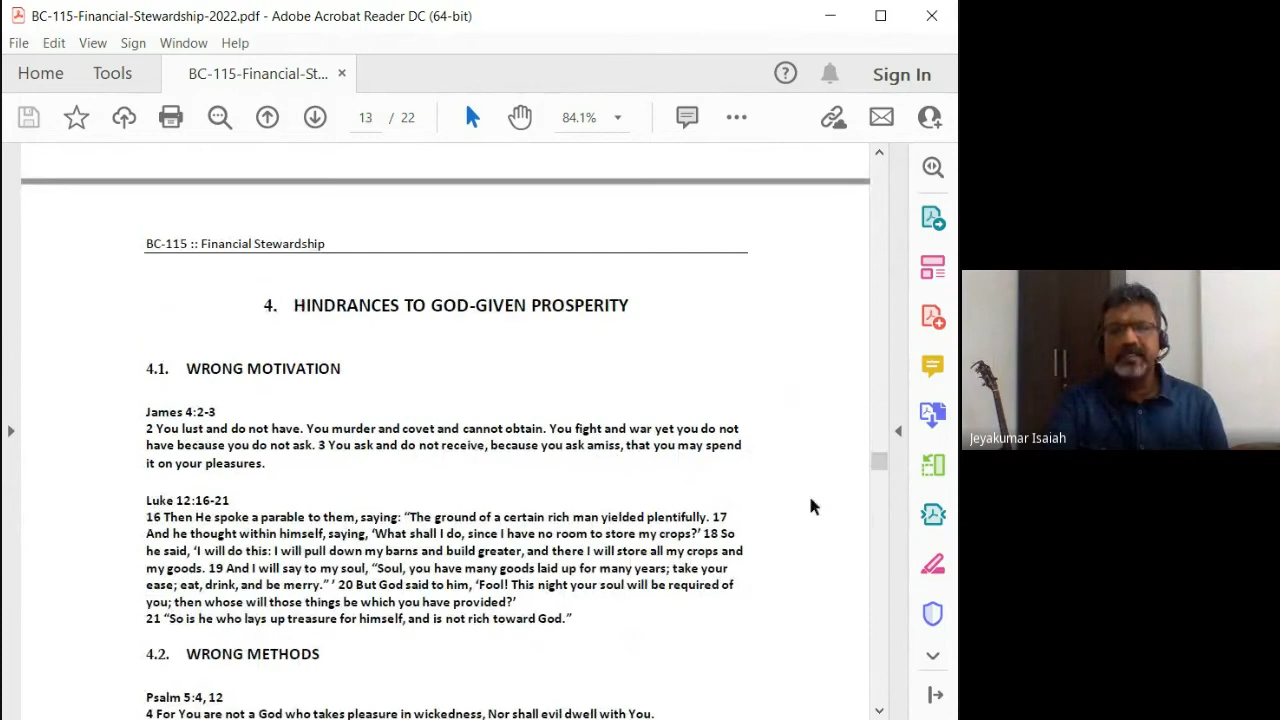 BC-115-Financial-Stewardship-2022.pdf - Adobe Acrobat Reader DC (64-bit)
File Edit View Sign Window Help
Home Tools BC-115-Financial-St... × Sign In
13 / 22 84.1%
BC-115 :: Financial Stewardship
4. HINDRANCES TO GOD-GIVEN PROSPERITY
4.1. WRONG MOTIVATION
James 4:2-3
2 You lust and do not have. You murder and covet and cannot obtain. You fight and war yet you do not
have because you do not ask. 3 You ask and do not receive, because you ask amiss, that you may spend
it on your pleasures.
Luke 12:16-21
16 Then He spoke a parable to them, saying: “The ground of a certain rich man yielded plentifully. 17
And he thought within himself, saying, ‘What shall I do, since I have no room to store my crops?’ 18 So
he said, ‘I will do this: I will pull down my barns and build greater, and there I will store all my crops and
my goods. 19 And I will say to my soul, “Soul, you have many goods laid up for many years; take your
ease; eat, drink, and be merry.” ’ 20 But God said to him, ‘Fool! This night your soul will be required of
you; then whose will those things be which you have provided?’
21 “So is he who lays up treasure for himself, and is not rich toward God.”
4.2. WRONG METHODS
Psalm 5:4, 12
4 For You are not a God who takes pleasure in wickedness, Nor shall evil dwell with You.
Jeyakumar Isaiah